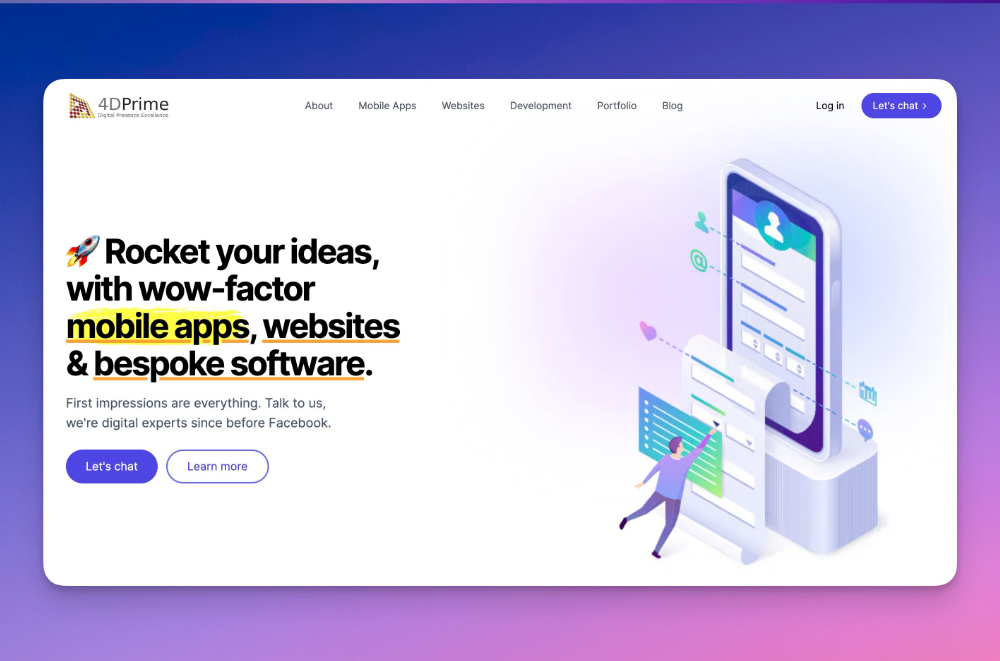 4DPrime
Digital Presence Excellence
About
Mobile Apps
Websites
Development
Portfolio
Blog
Log in
Let's chat
🚀 Rocket your ideas,
with wow-factor
mobile apps, websites
& bespoke software.
First impressions are everything. Talk to us,
we're digital experts since before Facebook.
Let's chat
Learn more